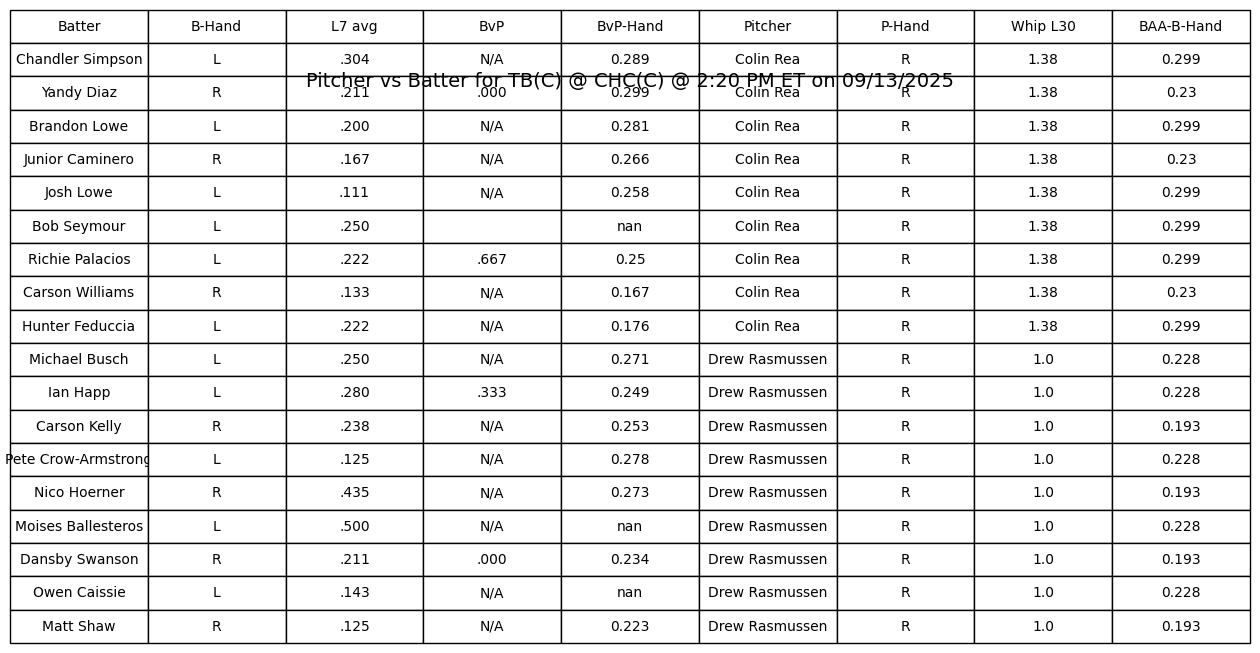 Batter B-Hand L7 avg BvP BvP-Hand Pitcher P-Hand Whip L30 BAA-B-Hand
Chandler Simpson L .304 N/A 0.289 Colin Rea R 1.38 0.299
Pitcher vs Batter for TB(C) @ CHC(C) @ 2:20 PM ET on 09/13/2025
Yandy Diaz R .211 .000 0.299 Colin Rea R 1.38 0.23
Brandon Lowe L .200 N/A 0.281 Colin Rea R 1.38 0.299
Junior Caminero R .167 N/A 0.266 Colin Rea R 1.38 0.23
Josh Lowe L .111 N/A 0.258 Colin Rea R 1.38 0.299
Bob Seymour L .250 nan Colin Rea R 1.38 0.299
Richie Palacios L .222 .667 0.25 Colin Rea R 1.38 0.299
Carson Williams R .133 N/A 0.167 Colin Rea R 1.38 0.23
Hunter Feduccia L .222 N/A 0.176 Colin Rea R 1.38 0.299
Michael Busch L .250 N/A 0.271 Drew Rasmussen R 1.0 0.228
Ian Happ L .280 .333 0.249 Drew Rasmussen R 1.0 0.228
Carson Kelly R .238 N/A 0.253 Drew Rasmussen R 1.0 0.193
Pete Crow-Armstrong L .125 N/A 0.278 Drew Rasmussen R 1.0 0.228
Nico Hoerner R .435 N/A 0.273 Drew Rasmussen R 1.0 0.193
Moises Ballesteros L .500 N/A nan Drew Rasmussen R 1.0 0.228
Dansby Swanson R .211 .000 0.234 Drew Rasmussen R 1.0 0.193
Owen Caissie L .143 N/A nan Drew Rasmussen R 1.0 0.228
Matt Shaw R .125 N/A 0.223 Drew Rasmussen R 1.0 0.193